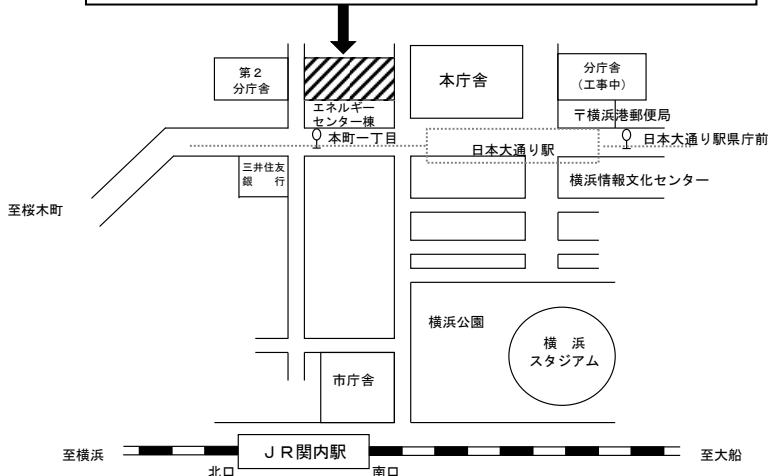 第２
分庁舎
本庁舎
分庁舎
（工事中）
エネルギー
センター棟
〒横浜港郵便局
本町一丁目
日本大通り駅
日本大通り駅県庁前
三井住友
銀　行
横浜情報文化センター
至桜木町
横浜公園
横　浜
スタジアム
市庁舎
至横浜
ＪＲ関内駅
至大船
北口
南口